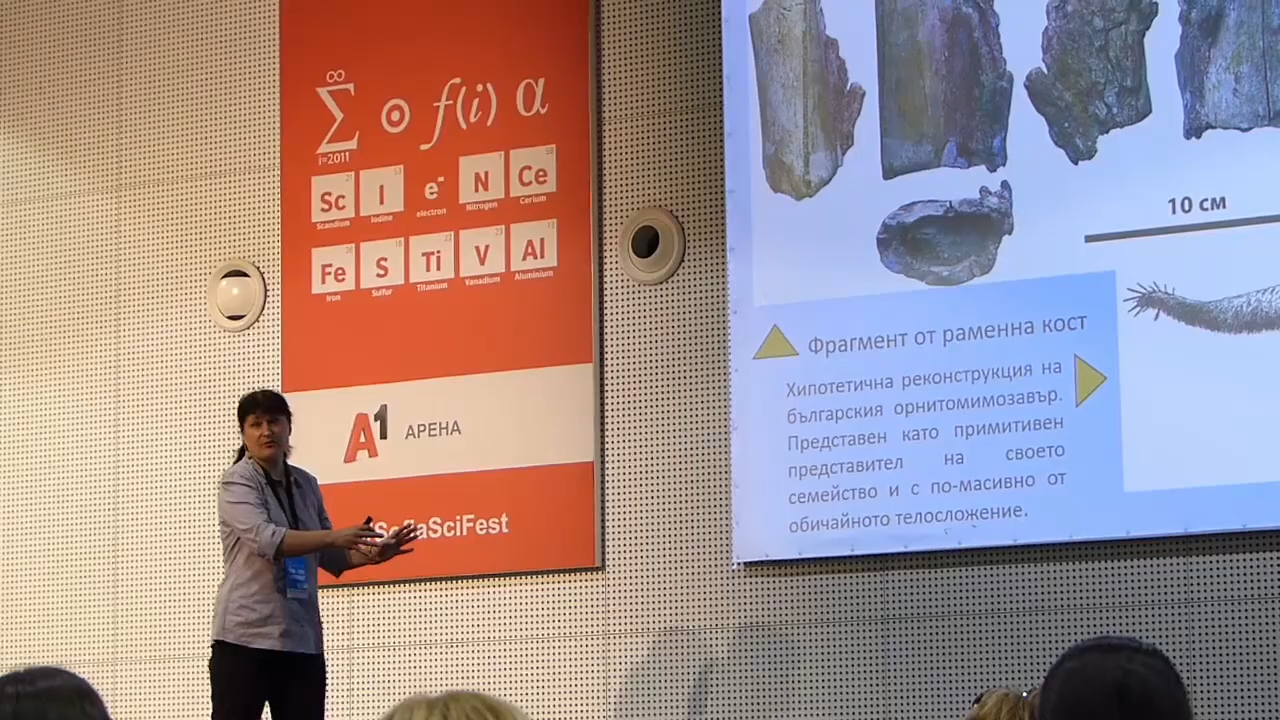 ∞
Σ ⊙ f(i) α
i=2011
21 53 7 58
Sc I e- N Ce
Scandium Iodine electron Nitrogen Cerium
26 16 22 23 13
Fe S Ti V Al
Iron Sulfur Titanium Vanadium Aluminium
A1 АРЕНА
SofiaSciFest
10 см
Фрагмент от раменна кост
Хипотетична реконструкция на
българския орнитомимозавър.
Представен като примитивен
представител на своето
семейство и с по-масивно от
обичайното телосложение.